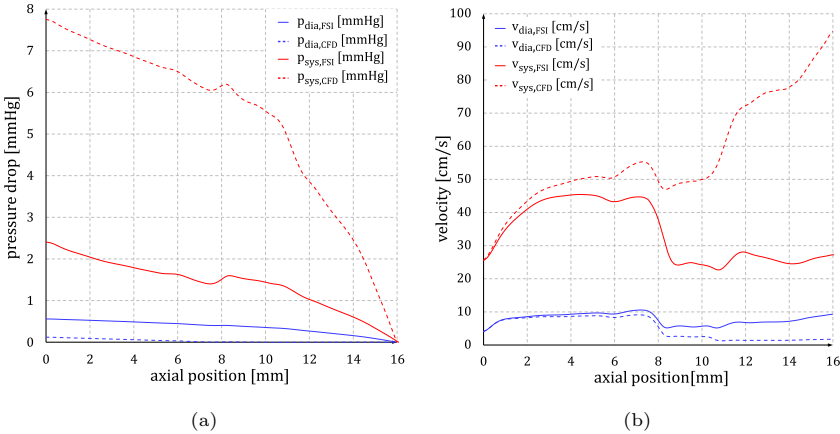 8
7
6
5
4
3
2
1
0
pressure drop [mmHg]
p_dia,FSI [mmHg]
p_dia,CFD [mmHg]
p_sys,FSI [mmHg]
p_sys,CFD [mmHg]
0 2 4 6 8 10 12 14 16
axial position [mm]
(a)
100
90
80
70
60
50
40
30
20
10
0
velocity [cm/s]
v_dia,FSI [cm/s]
v_dia,CFD [cm/s]
v_sys,FSI [cm/s]
v_sys,CFD [cm/s]
0 2 4 6 8 10 12 14 16
axial position[mm]
(b)